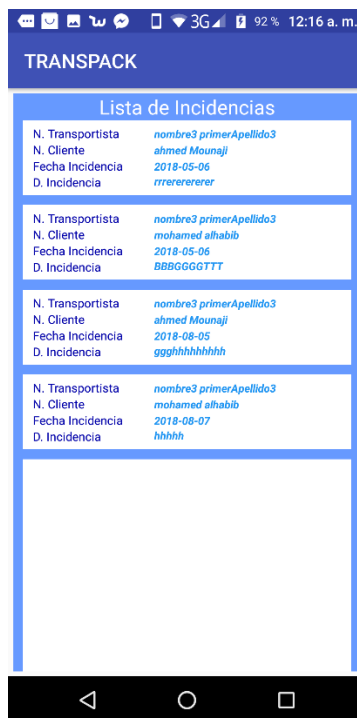 3G 92 % 12:16 a. m.
TRANSPACK
Lista de Incidencias
N. Transportista nombre3 primerApellido3
N. Cliente ahmed Mounaji
Fecha Incidencia 2018-05-06
D. Incidencia rrrerererererer
N. Transportista nombre3 primerApellido3
N. Cliente mohamed alhabib
Fecha Incidencia 2018-05-06
D. Incidencia BBBGGGGTTT
N. Transportista nombre3 primerApellido3
N. Cliente ahmed Mounaji
Fecha Incidencia 2018-08-05
D. Incidencia ggghhhhhhhhh
N. Transportista nombre3 primerApellido3
N. Cliente mohamed alhabib
Fecha Incidencia 2018-08-07
D. Incidencia hhhhh